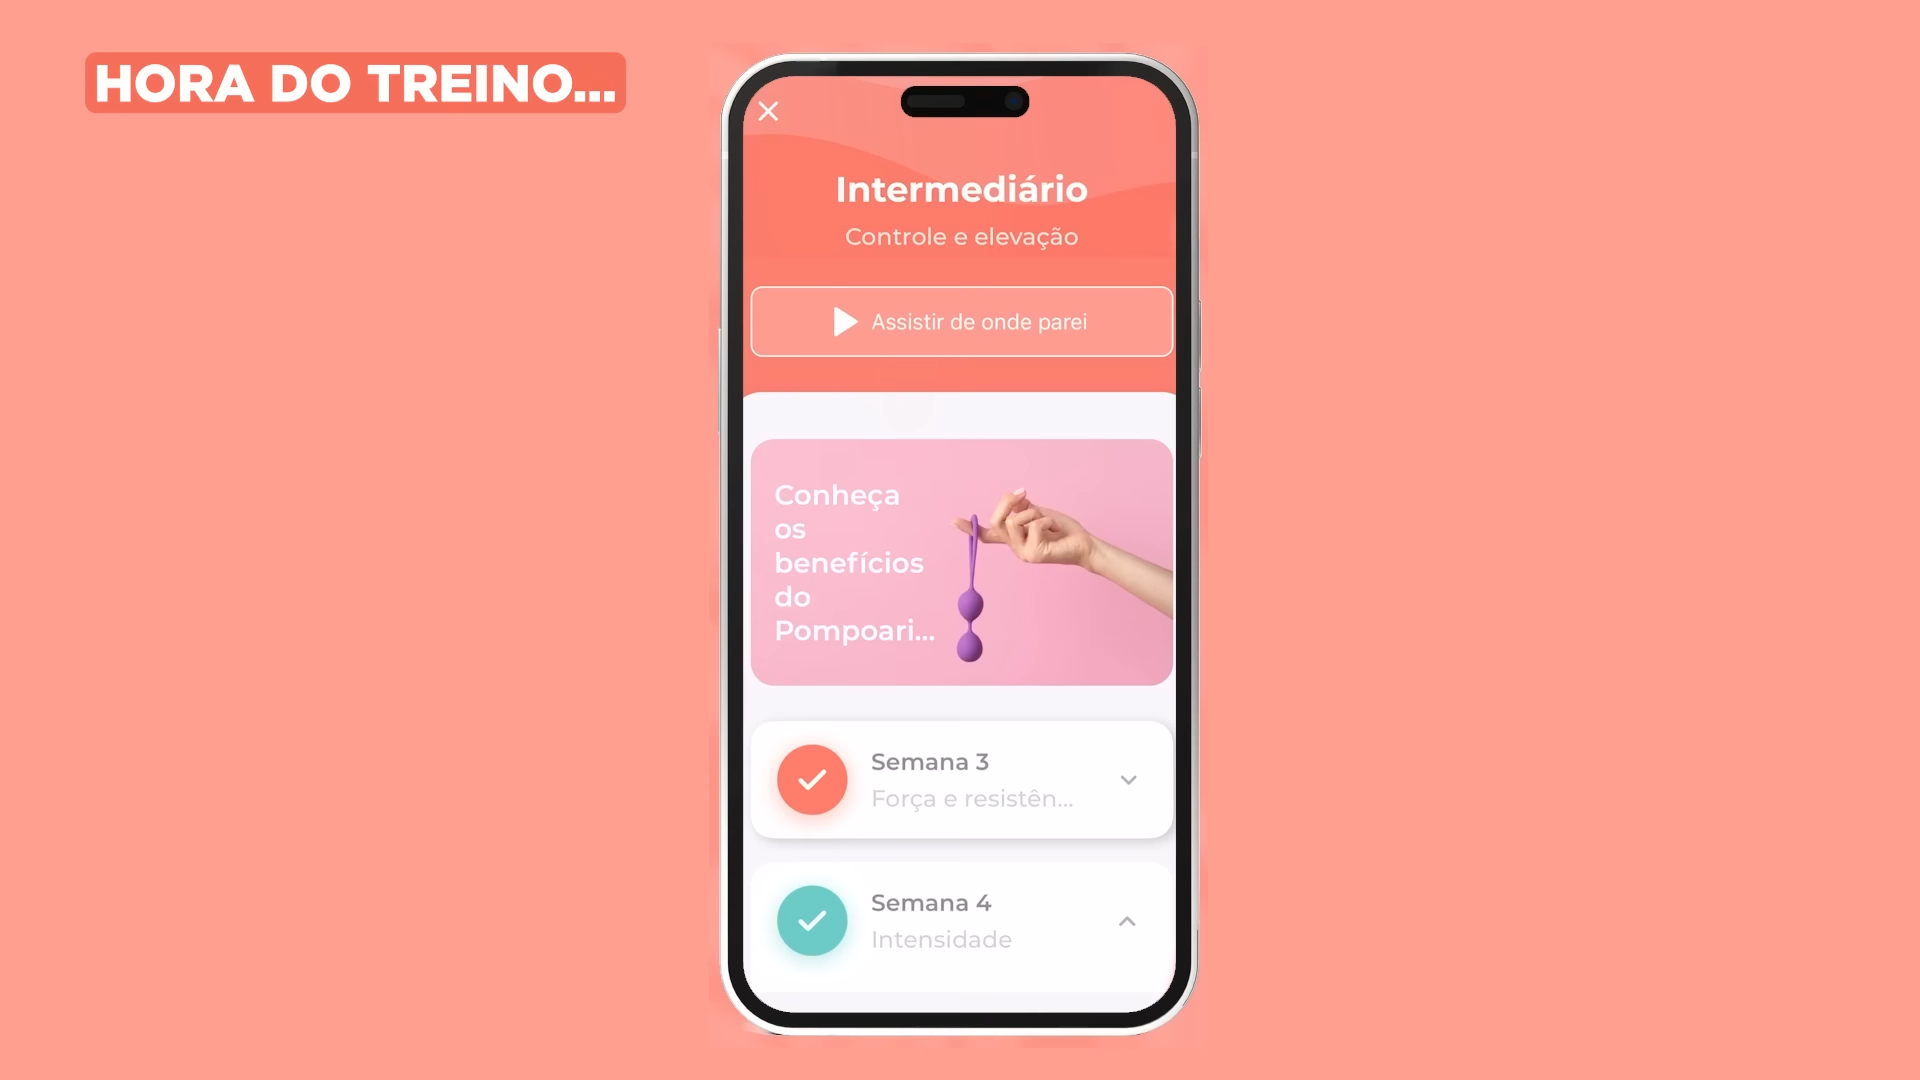 HORA DO TREINO...
Intermediário
Controle e elevação
Assistir de onde parei
Conheça
os
benefícios
do
Pompoari...
Semana 3
Força e resistên...
Semana 4
Intensidade